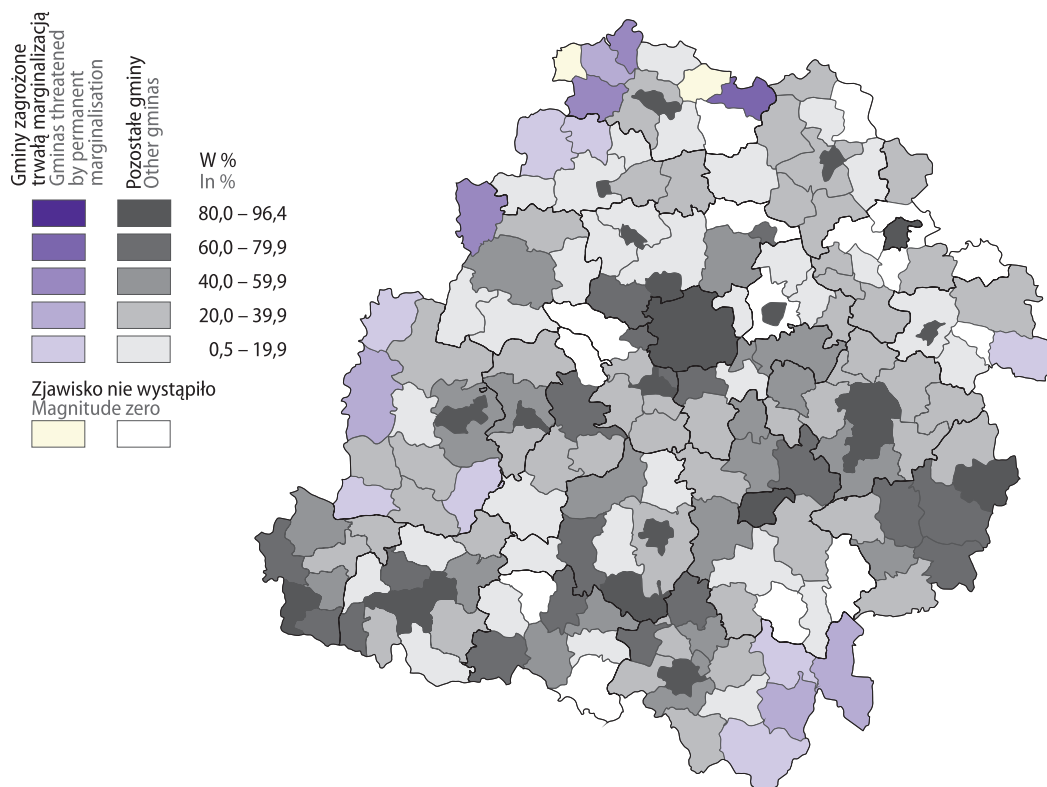 Gminy zagrożone
trwałą marginalizacją
Gminas threatened
by permanent
marginalisation
Pozostałe gminy
Other gminas
W %
In %
80,0 – 96,4
60,0 – 79,9
40,0 – 59,9
20,0 – 39,9
0,5 – 19,9
Zjawisko nie wystąpiło
Magnitude zero